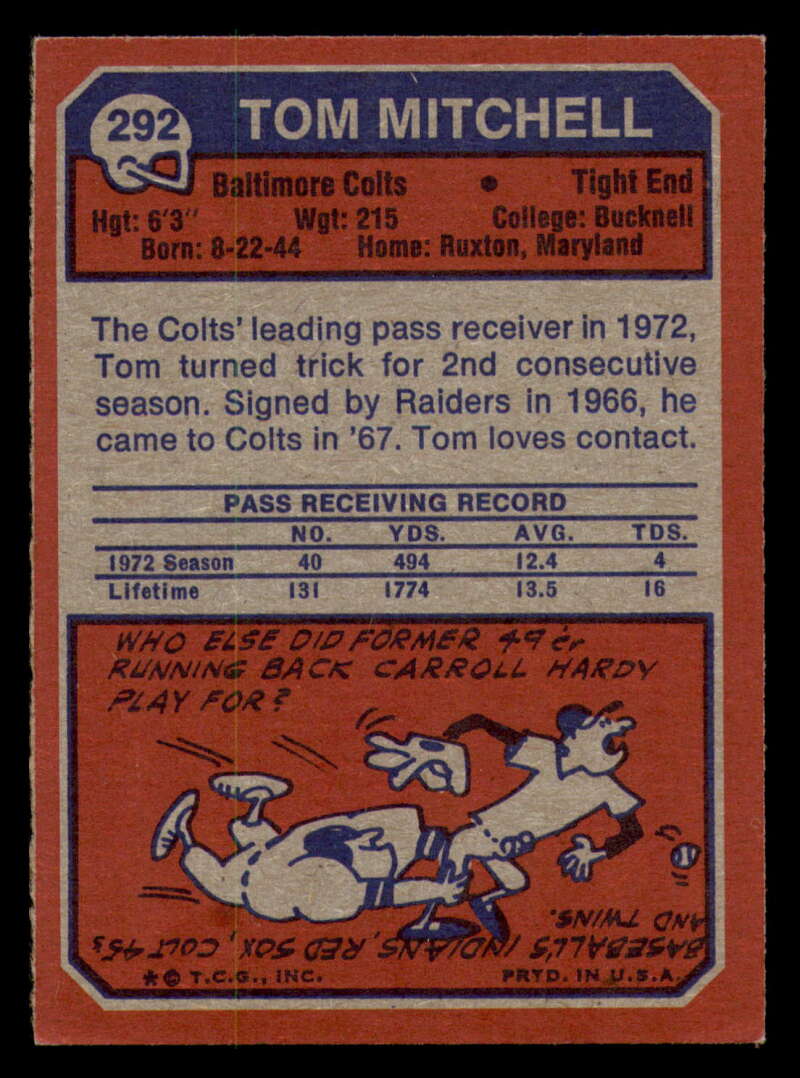 292 TOM MITCHELL
Baltimore Colts • Tight End
Hgt: 6'3" Wgt: 215 College: Bucknell
Born: 8-22-44 Home: Ruxton, Maryland
The Colts' leading pass receiver in 1972,
Tom turned trick for 2nd consecutive
season. Signed by Raiders in 1966, he
came to Colts in '67. Tom loves contact.
PASS RECEIVING RECORD
NO. YDS. AVG. TDS.
1972 Season 40 494 12.4 4
Lifetime 131 1774 13.5 16
WHO ELSE DID FORMER 49'er
RUNNING BACK CARROLL HARDY
PLAY FOR?
BASEBALL'S INDIANS, RED SOX, COLT 45s
AND TWINS.
* © T.C.G., INC. PRTD. IN U.S.A.